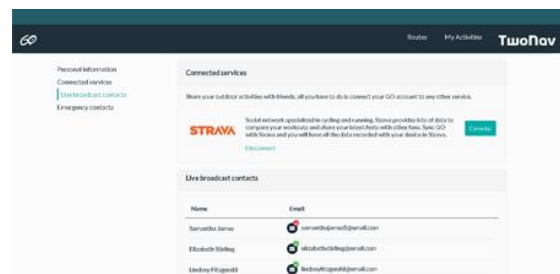 GO
Routes
My Activities
TwoNav
Personal information
Connected services
Live broadcast contacts
Emergency contacts
Connected services
Share your outdoor activities with friends, all you have to do is connect your GO account to any other service.
STRAVA
Social network specialized in cycling and running. Strava provides lots of data to
compare your workouts and share your latest feats with other fans. Sync GO
with Strava and you will have all the data recorded with your device in Strava.
Disconnect
Live broadcast contacts
Name
Email
Samantha James
Elizabeth Stirling
Lindsey Fitzgerald